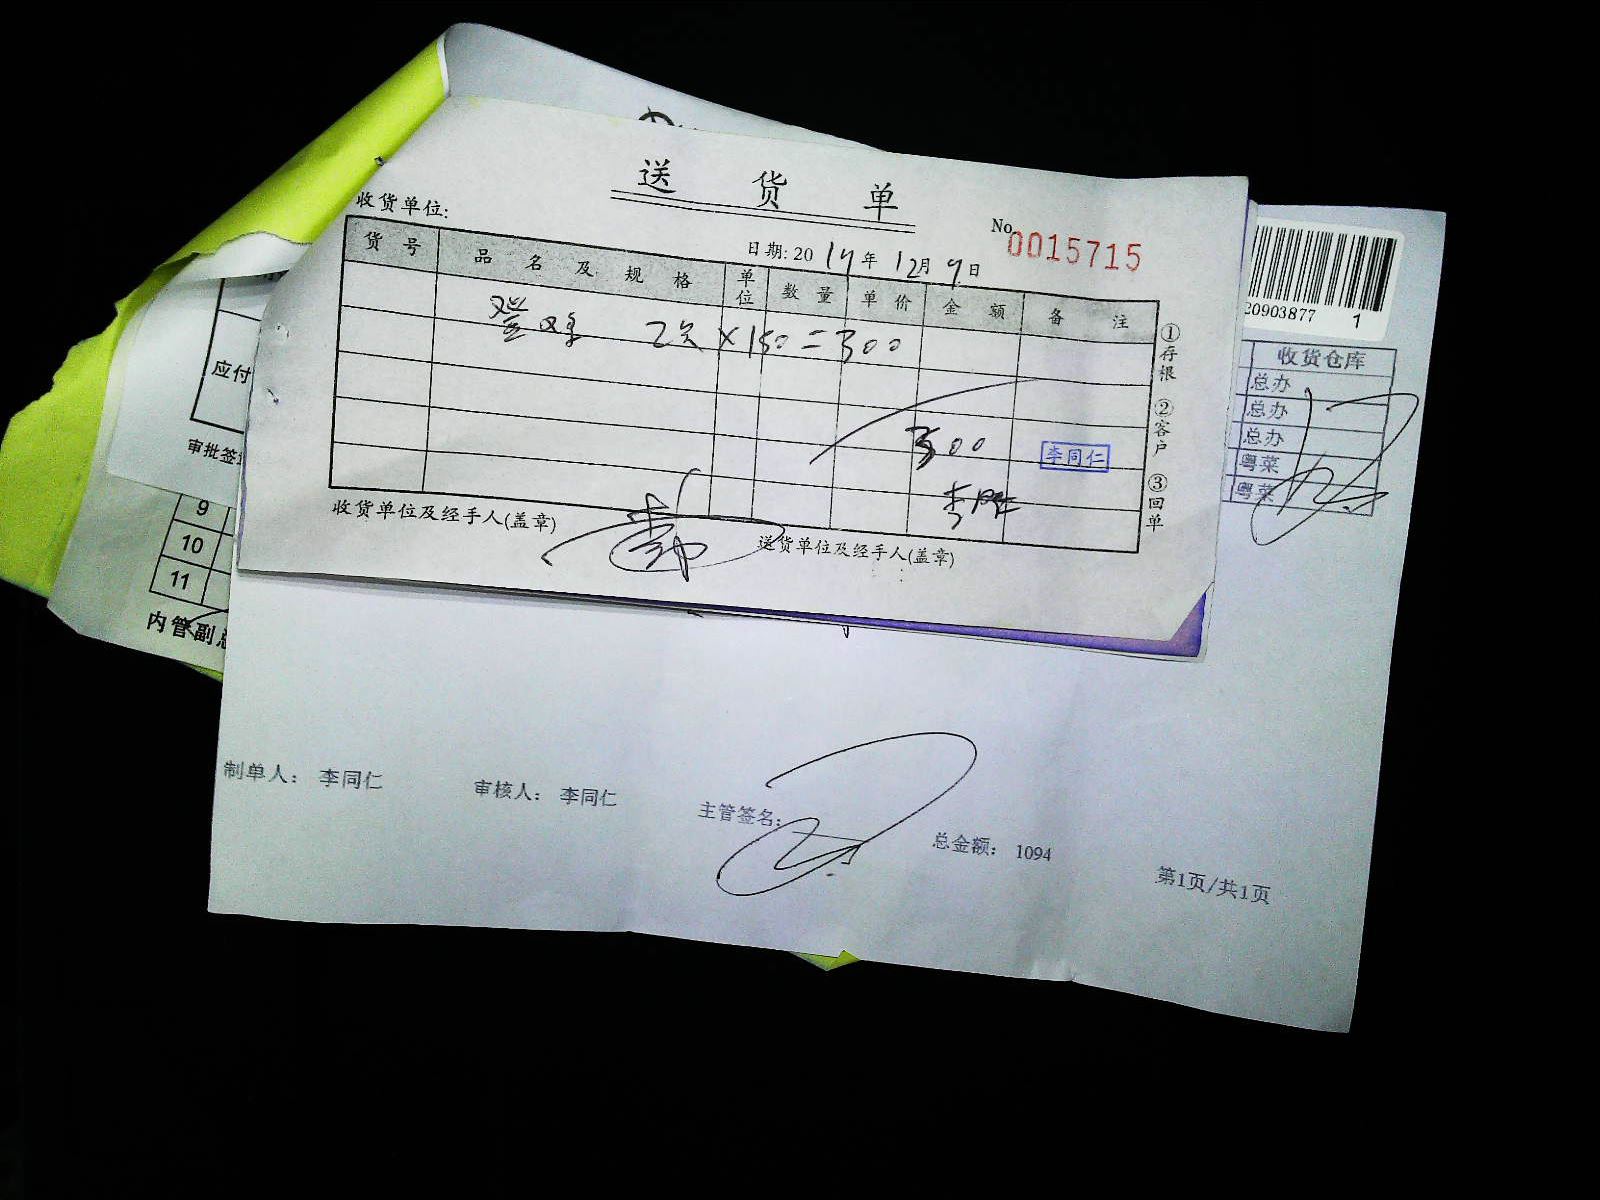 送货单
收货单位:
No 0015715
日期: 2014年12月9日
货号 品名及规格 单位 数量 单价 金额 备注
2次×150=300
300
李同仁
①存根 ②客户 ③回单
收货单位及经手人(盖章)
送货单位及经手人(盖章)
20903877 1
收货仓库
总办
总办
总办
粤菜
粤菜
应付
审批签
9
10
11
内管副总
制单人: 李同仁
审核人: 李同仁
主管签名:
总金额: 1094
第1页/共1页